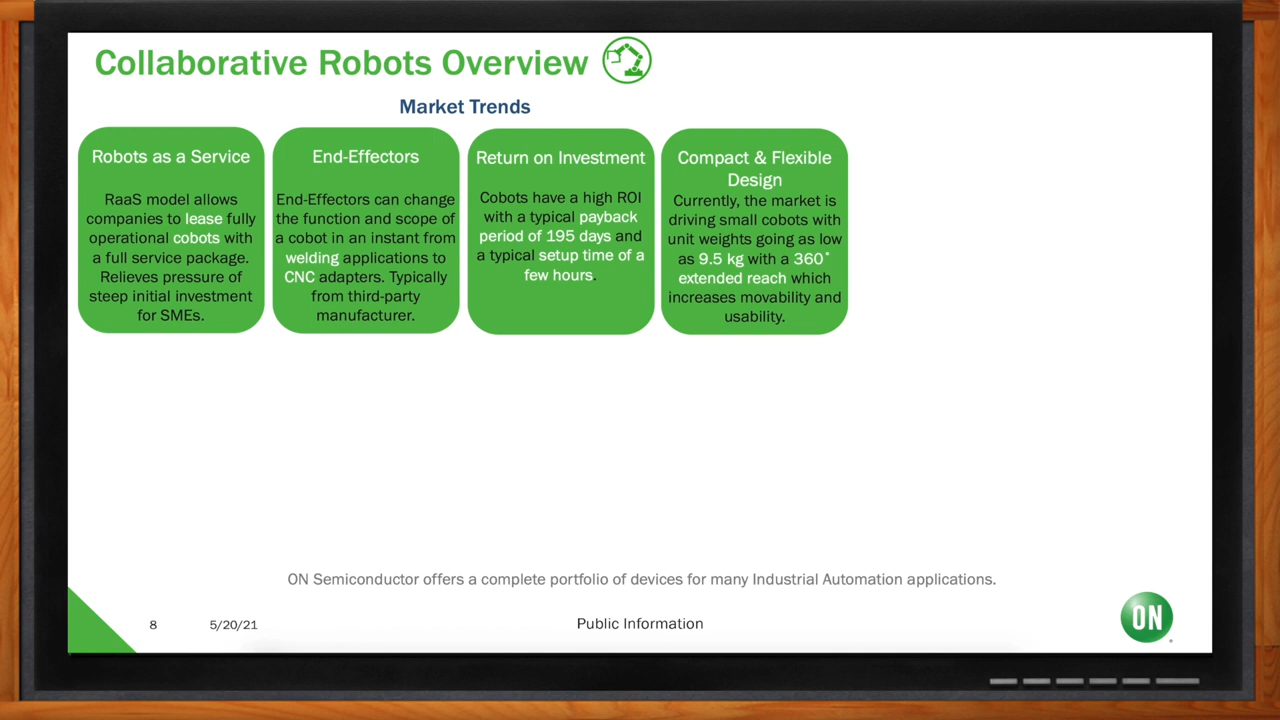 Collaborative Robots Overview
Market Trends
Robots as a Service
RaaS model allows
companies to lease fully
operational cobots with
a full service package.
Relieves pressure of
steep initial investment
for SMEs.
End-Effectors
End-Effectors can change
the function and scope of
a cobot in an instant from
welding applications to
CNC adapters. Typically
from third-party
manufacturer.
Return on Investment
Cobots have a high ROI
with a typical payback
period of 195 days and
a typical setup time of a
few hours.
Compact & Flexible
Design
Currently, the market is
driving small cobots with
unit weights going as low
as 9.5 kg with a 360˚
extended reach which
increases movability and
usability.
ON Semiconductor offers a complete portfolio of devices for many Industrial Automation applications.
8
5/20/21
Public Information
ON